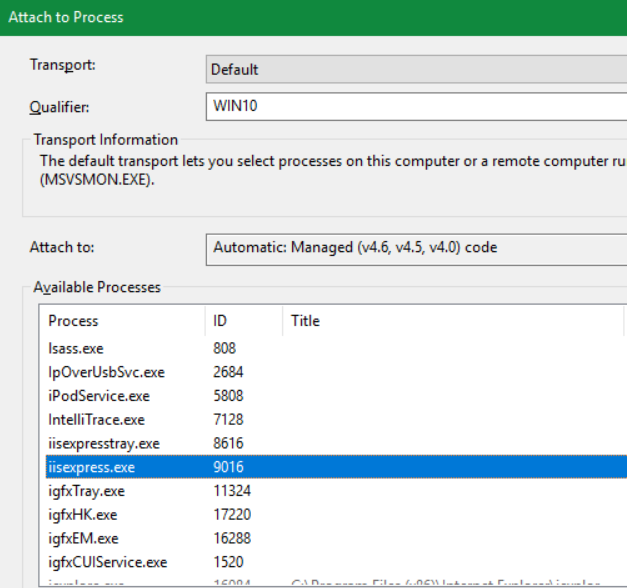 Attach to Process
Transport:
Default
Qualifier:
WIN10
Transport Information
The default transport lets you select processes on this computer or a remote computer ru
(MSVSMON.EXE).
Attach to:
Automatic: Managed (v4.6, v4.5, v4.0) code
Available Processes
Process ID Title
lsass.exe 808
IpOverUsbSvc.exe 2684
iPodService.exe 5808
IntelliTrace.exe 7128
iisexpresstray.exe 8616
iisexpress.exe 9016
igfxTray.exe 11324
igfxHK.exe 17220
igfxEM.exe 16288
igfxCUIService.exe 1520